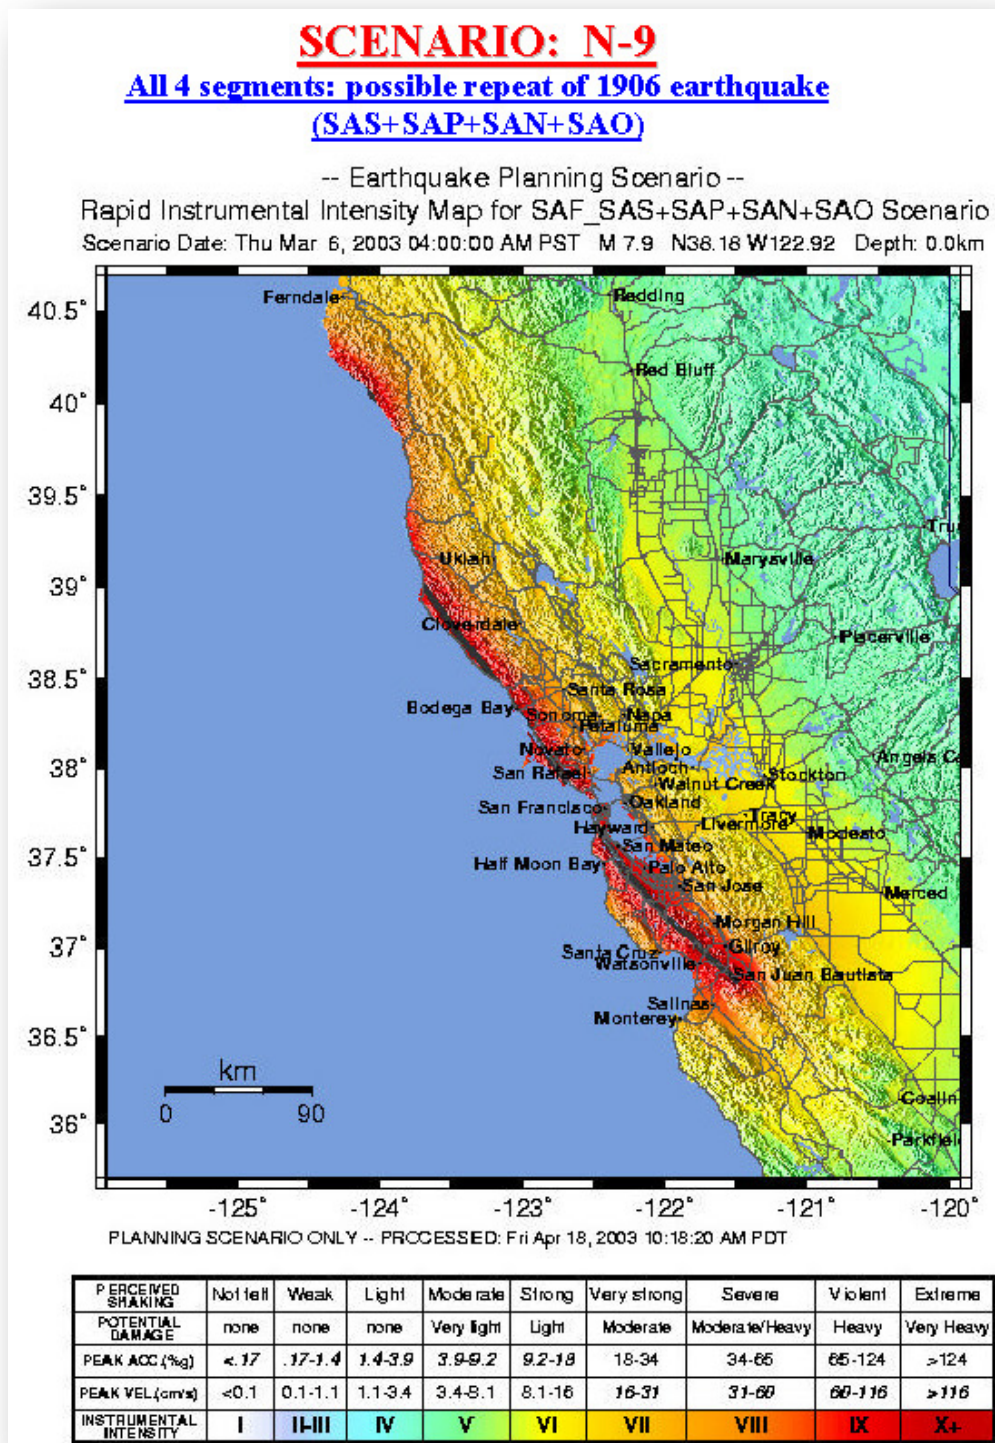 SCENARIO: N-9
All 4 segments: possible repeat of 1906 earthquake
(SAS+SAP+SAN+SAO)
-- Earthquake Planning Scenario --
Rapid Instrumental Intensity Map for SAF_SAS+SAP+SAN+SAO Scenario
Scenario Date: Thu Mar 6, 2003 04:00:00 AM PST M 7.9 N38.18 W122.92 Depth: 0.0km
40.5°
Ferndale
Redding
Red Bluff
40°
39.5°
Tru
Ukiah
Marysville
39°
Cloverdale
Placerville
Sacramento
38.5°
Santa Rosa
Bodega Bay
Sonoma
Napa
Petaluma
Novato
Vallejo
Angels Ca
38°
San Rafael
Antioch
Stockton
Walnut Creek
San Francisco
Oakland
Tracy
Hayward
Livermore
Modesto
San Mateo
37.5°
Half Moon Bay
Palo Alto
San Jose
Merced
Morgan Hill
37°
Santa Cruz
Gilroy
Watsonville
San Juan Bautista
Salinas
Monterey
36.5°
km
0 90
Coalin
36°
Parkfiel
-125° -124° -123° -122° -121° -120°
PLANNING SCENARIO ONLY -- PROCESSED: Fri Apr 18, 2003 10:18:20 AM PDT
PERCEIVED SHAKING Not felt Weak Light Moderate Strong Very strong Severe Violent Extreme
POTENTIAL DAMAGE none none none Very light Light Moderate Moderate/Heavy Heavy Very Heavy
PEAK ACC.(%g) <.17 .17-1.4 1.4-3.9 3.9-9.2 9.2-18 18-34 34-65 65-124 >124
PEAK VEL.(cm/s) <0.1 0.1-1.1 1.1-3.4 3.4-8.1 8.1-16 16-31 31-60 60-116 >116
INSTRUMENTAL INTENSITY I II-III IV V VI VII VIII IX X+